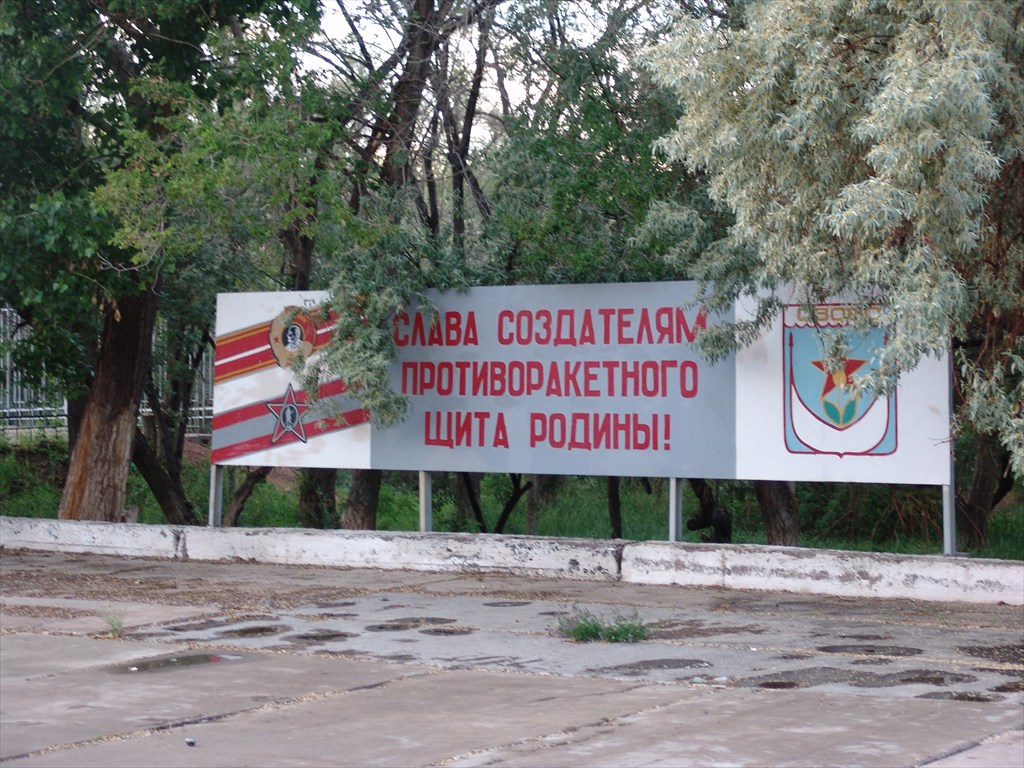 СЛАВА СОЗДАТЕЛЯМ
ПРОТИВОРАКЕТНОГО
ЩИТА РОДИНЫ!